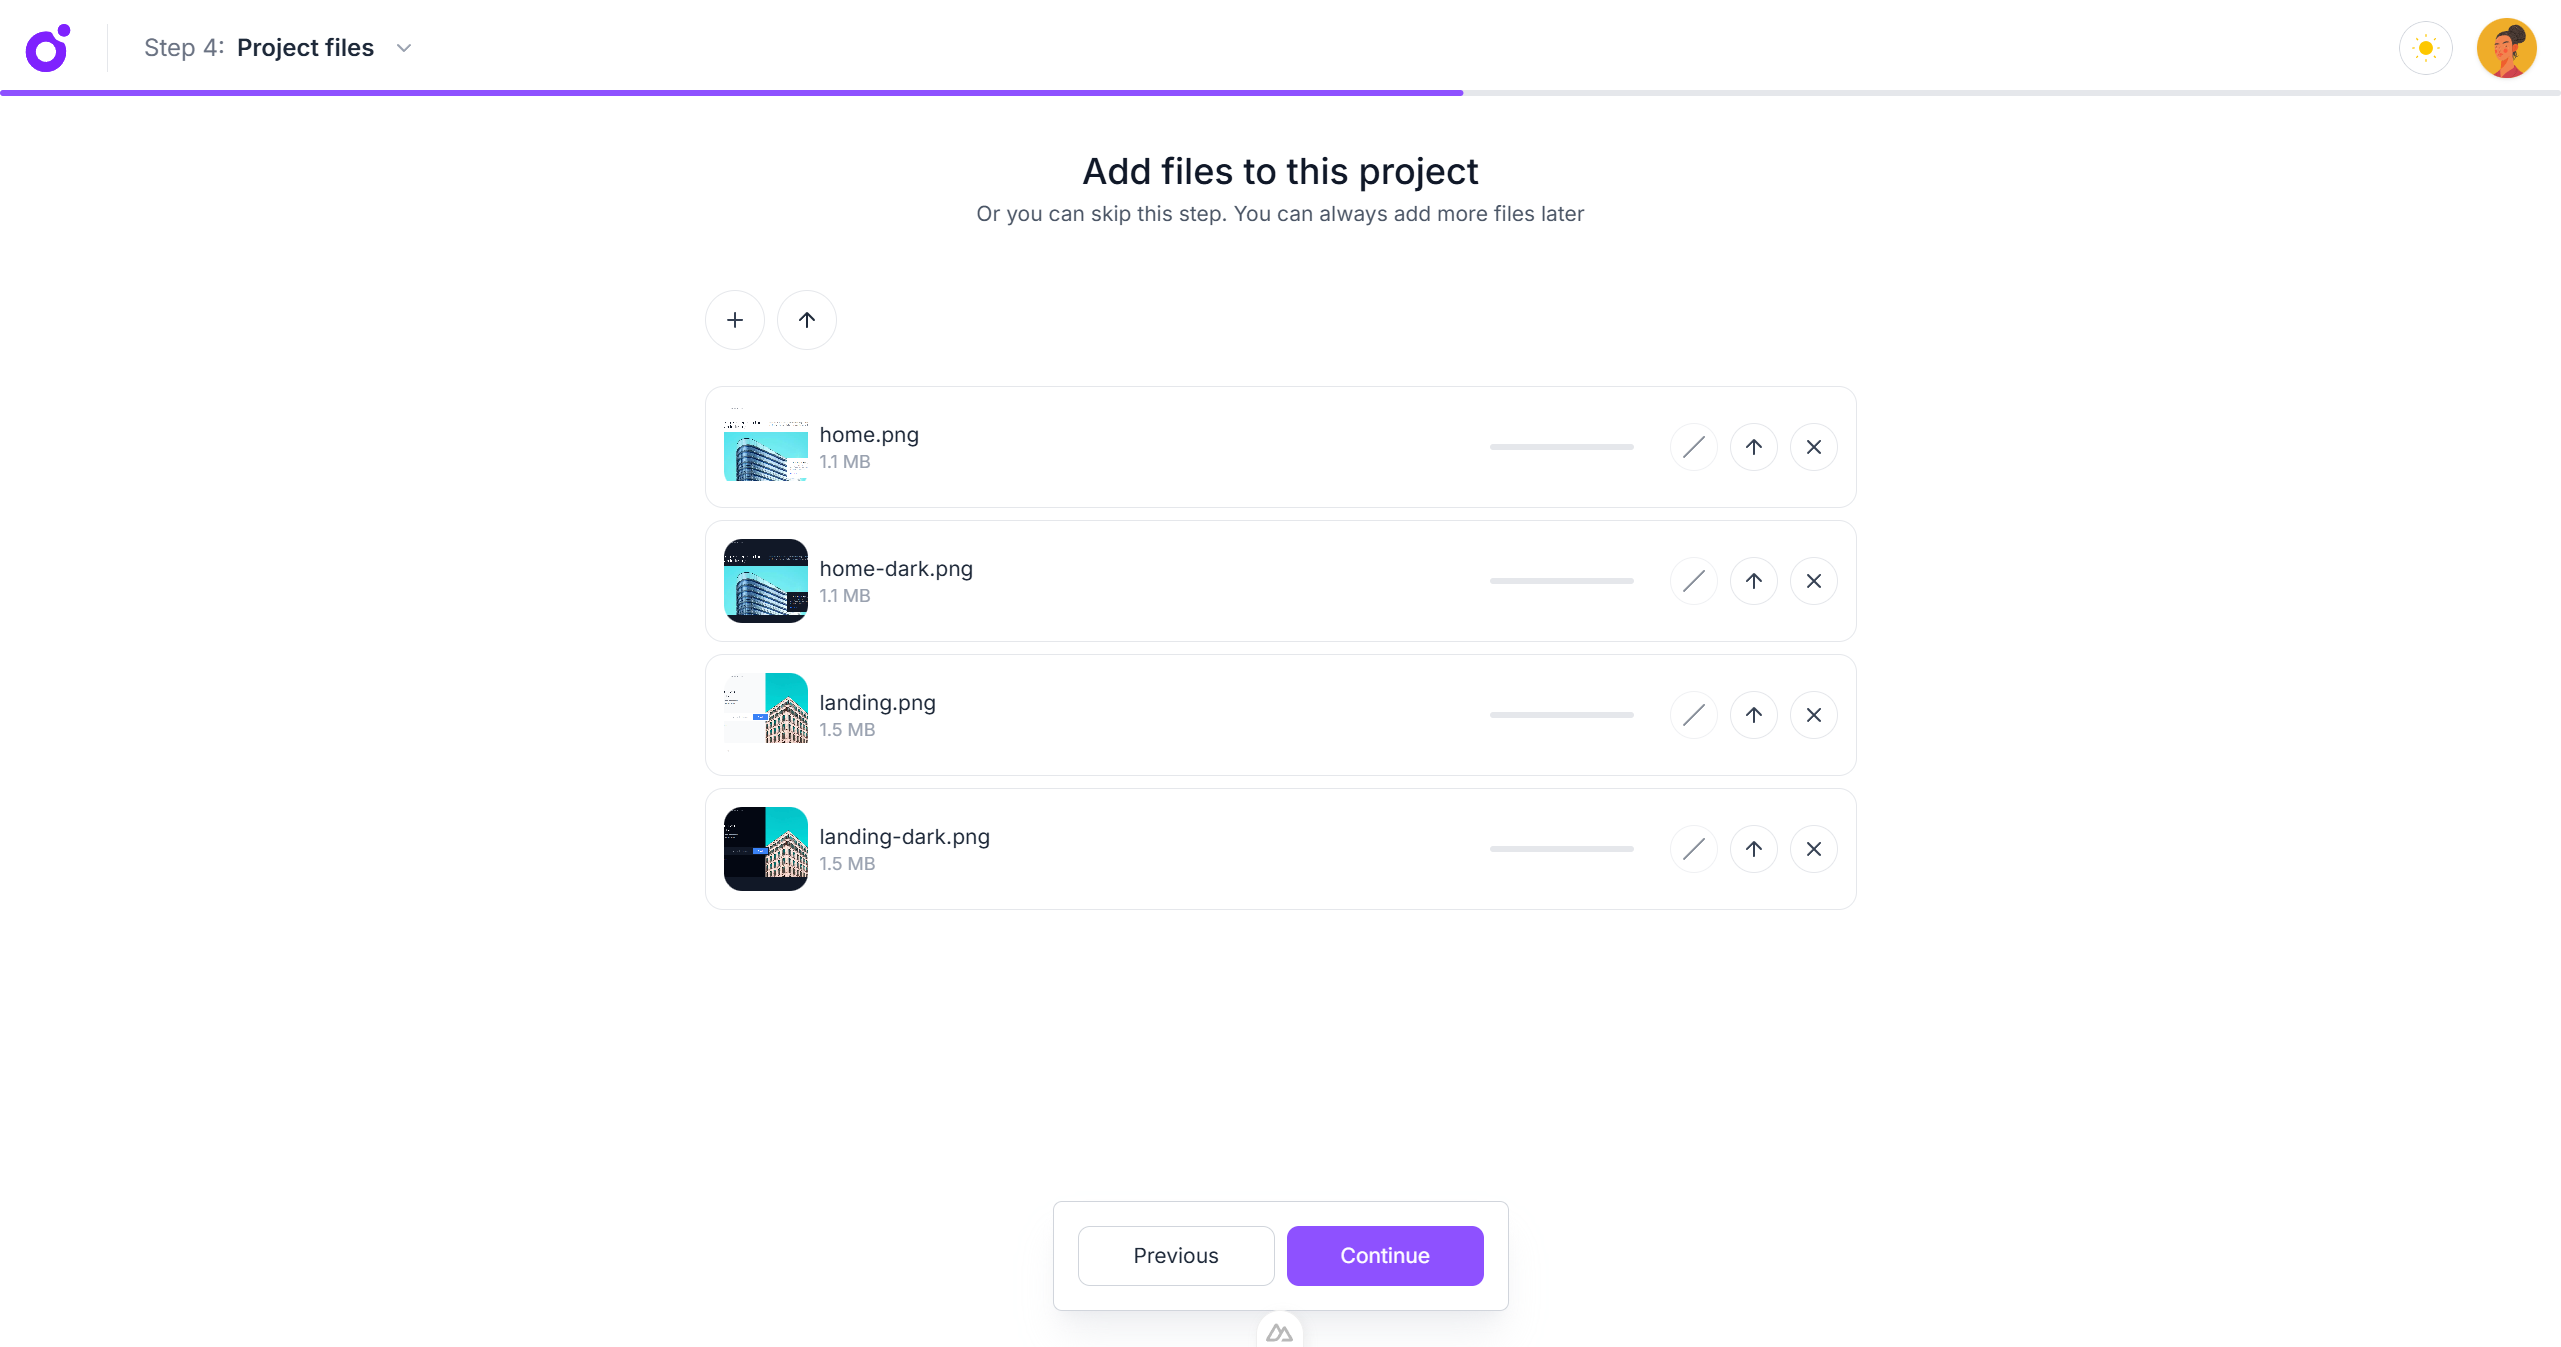 Step 4: Project files
Add files to this project
Or you can skip this step. You can always add more files later
home.png
1.1 MB
home-dark.png
1.1 MB
landing.png
1.5 MB
landing-dark.png
1.5 MB
Previous
Continue